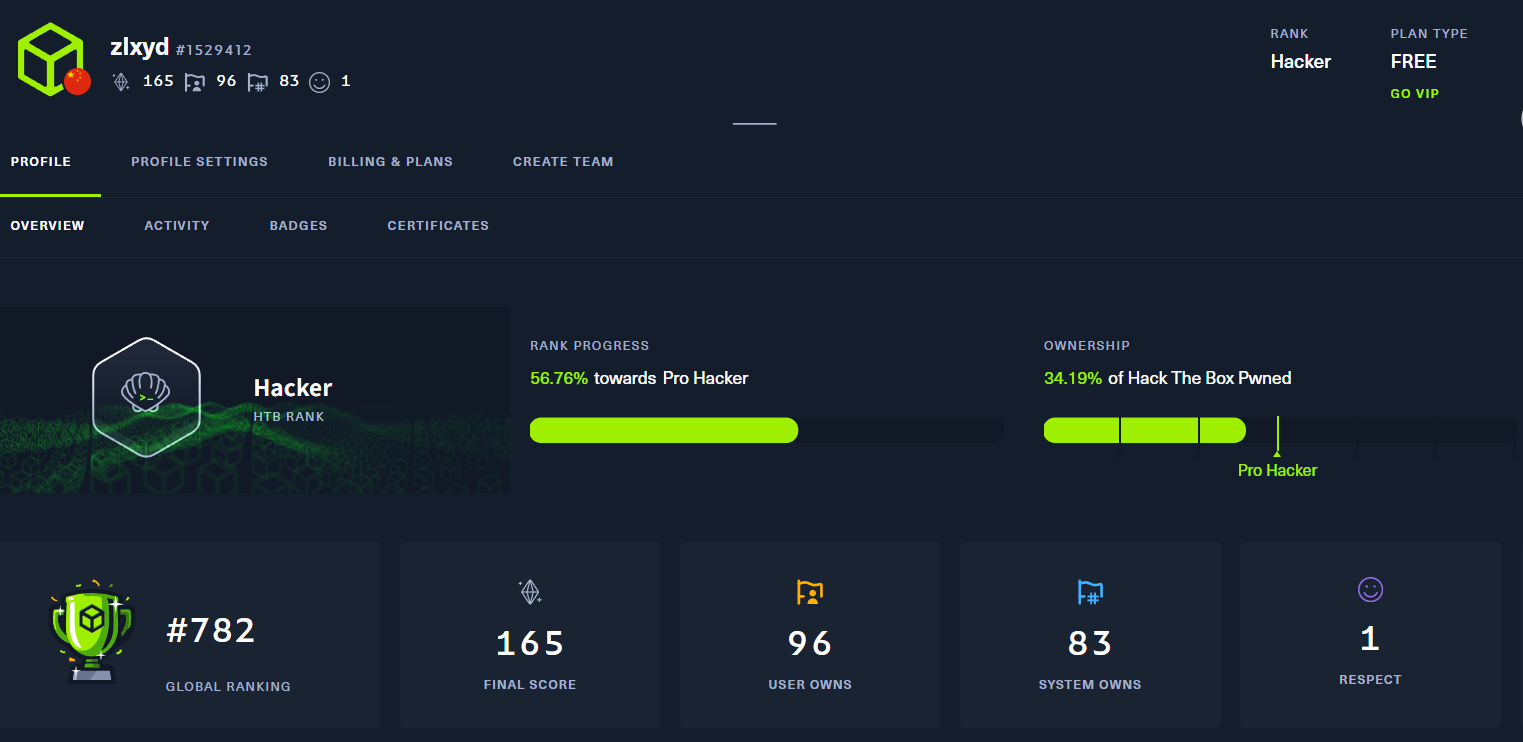 zlxyd #1529412
165 96 83 1
RANK
Hacker
PLAN TYPE
FREE
GO VIP
PROFILE PROFILE SETTINGS BILLING & PLANS CREATE TEAM
OVERVIEW ACTIVITY BADGES CERTIFICATES
>_
Hacker
HTB RANK
RANK PROGRESS
56.76% towards Pro Hacker
OWNERSHIP
34.19% of Hack The Box Pwned
Pro Hacker
#782
GLOBAL RANKING
165
FINAL SCORE
96
USER OWNS
#
83
SYSTEM OWNS
1
RESPECT